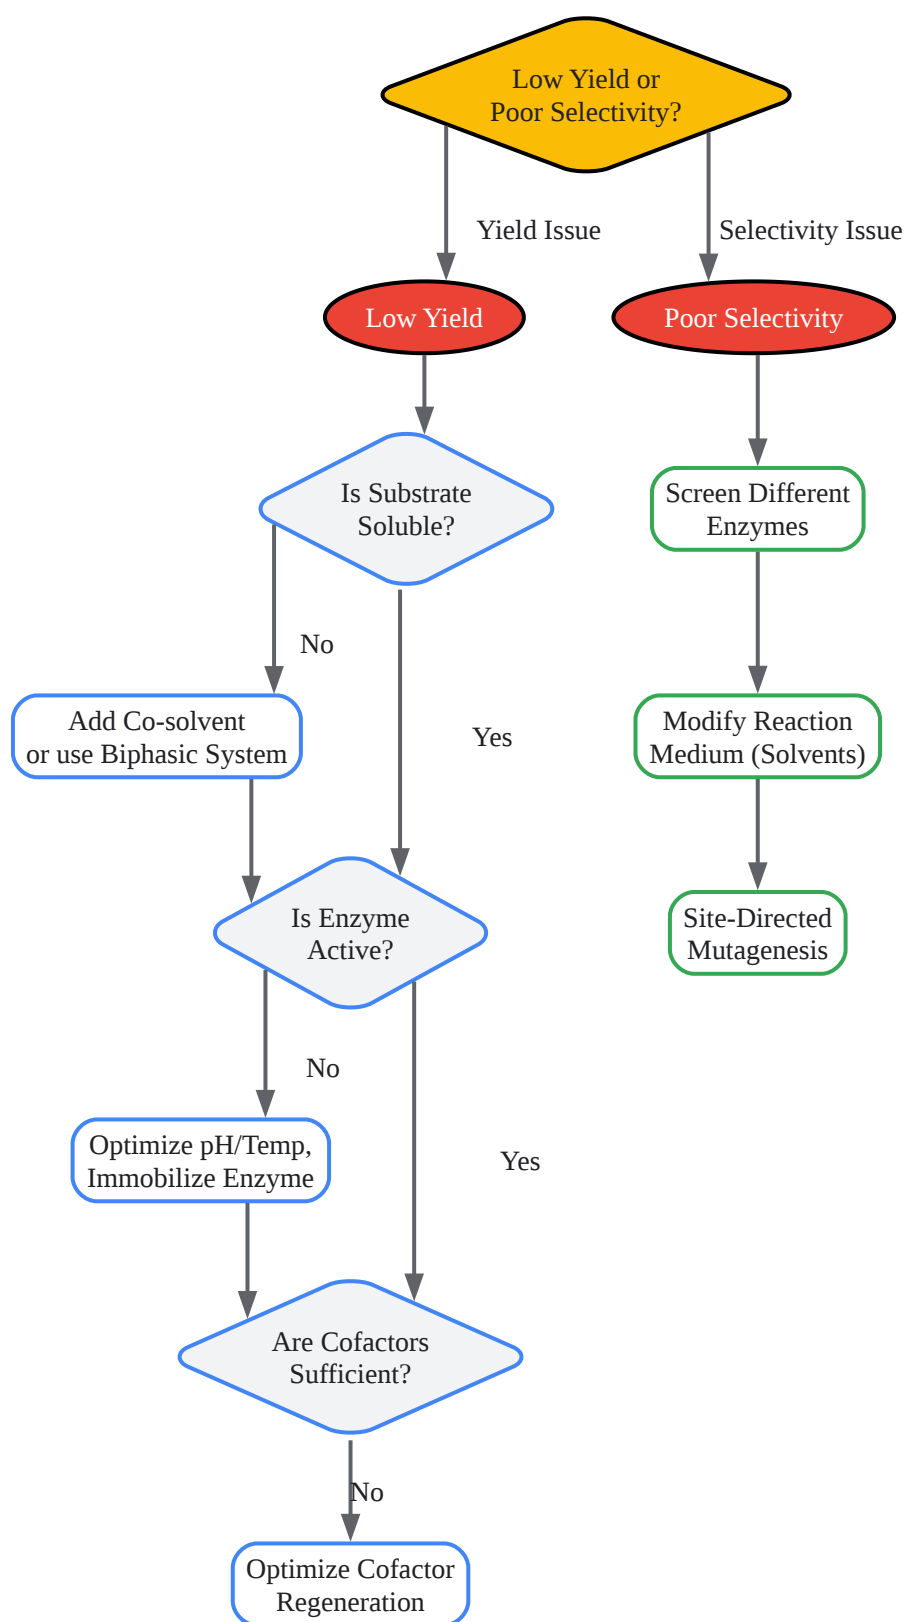 Low Yield or
Poor Selectivity?
Yield Issue
Selectivity Issue
Low Yield
Poor Selectivity
Is Substrate
Soluble?
Screen Different
Enzymes
No
Add Co-solvent
or use Biphasic System
Yes
Modify Reaction
Medium (Solvents)
Is Enzyme
Active?
Site-Directed
Mutagenesis
No
Optimize pH/Temp,
Immobilize Enzyme
Yes
Are Cofactors
Sufficient?
No
Optimize Cofactor
Regeneration